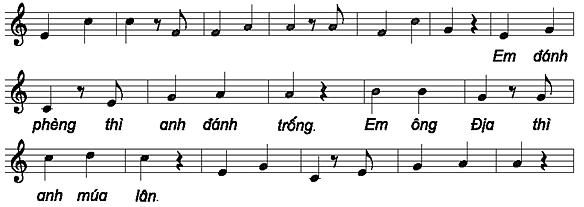 Em đánh
phèng thì anh đánh trống. Em ông Địa thì
anh múa lân.